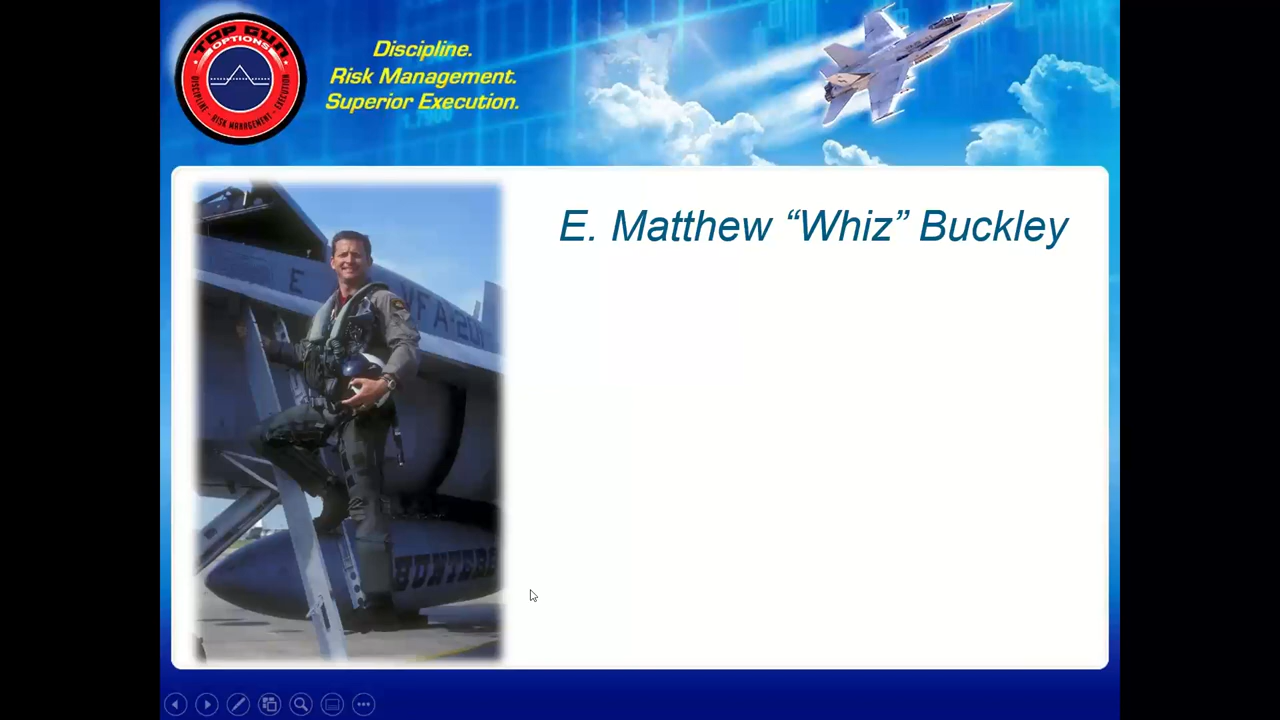 TOP GUN
OPTIONS
DISCIPLINE - RISK MANAGEMENT - EXECUTION
Discipline.
Risk Management.
Superior Execution.
E. Matthew “Whiz” Buckley
E
VFA-201
HUNTERS